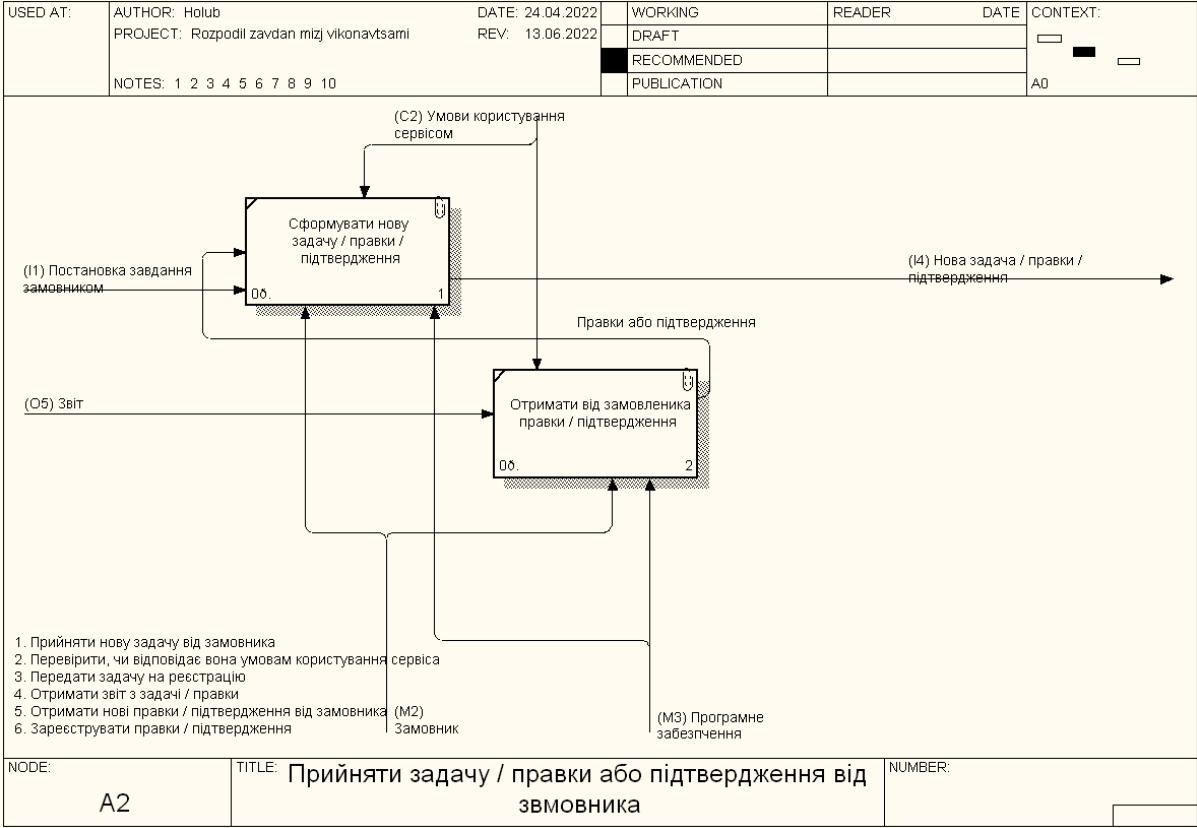 USED AT:
AUTHOR: Holub
DATE: 24.04.2022
PROJECT: Rozpodil zavdan mizj vikonavtsami
REV: 13.06.2022
NOTES: 1 2 3 4 5 6 7 8 9 10
WORKING
DRAFT
RECOMMENDED
PUBLICATION
READER DATE
CONTEXT:
A0
(C2) Умови користування
сервісом
Сформувати нову
задачу / правки /
підтвердження
0ð. 1
(I1) Постановка завдання
замовником
(I4) Нова задача / правки /
підтвердження
Правки або підтвердження
(O5) Звіт
Отримати від замовленика
правки / підтвердження
0ð. 2
1. Прийняти нову задачу від замовника
2. Перевірити, чи відповідає вона умовам користування сервіса
3. Передати задачу на реєстрацію
4. Отримати звіт з задачі / правки
5. Отримати нові правки / підтвердження від замовника
6. Зареєструвати правки / підтвердження
(M2)
Замовник
(M3) Програмне
забезпчення
NODE:
A2
TITLE:
Прийняти задачу / правки або підтвердження від
звмовника
NUMBER: